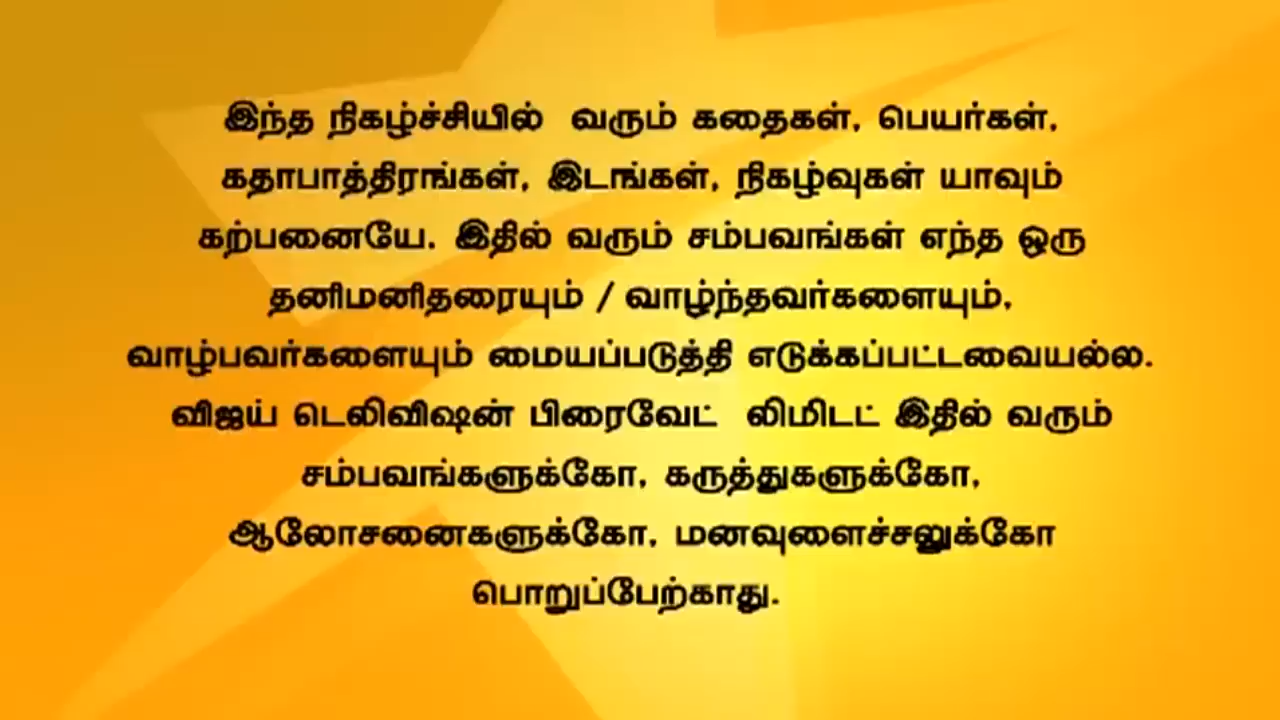 இந்த நிகழ்ச்சியில் வரும் கதைகள், பெயர்கள்,
கதாபாத்திரங்கள், இடங்கள், நிகழ்வுகள் யாவும்
கற்பனையே. இதில் வரும் சம்பவங்கள் எந்த ஒரு
தனிமனிதரையும் / வாழ்ந்தவர்களையும்,
வாழ்பவர்களையும் மையப்படுத்தி எடுக்கப்பட்டவையல்ல.
விஜய் டெலிவிஷன் பிரைவேட் லிமிடட் இதில் வரும்
சம்பவங்களுக்கோ, கருத்துகளுக்கோ,
ஆலோசனைகளுக்கோ, மனவுளைச்சலுக்கோ
பொறுப்பேற்காது.